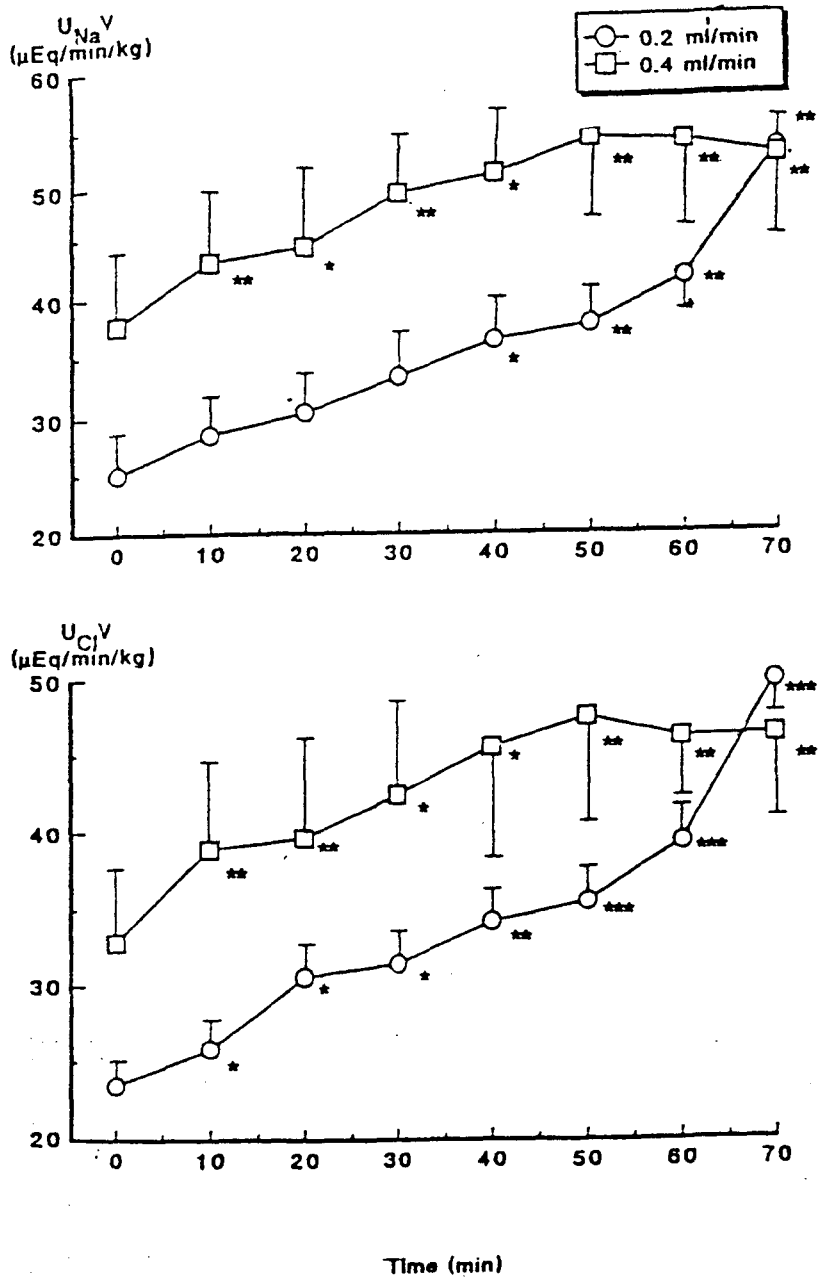 U_Na V
(μEq/min/kg)
0.2 ml/min
0.4 ml/min
60
50
40
30
20
** ** * ** * ** ** ** **
* ** **
0 10 20 30 40 50 60 70
U_Cl V
(μEq/min/kg)
50
40
30
20
** ** * * ** ** ** ***
* * * ** *** ***
0 10 20 30 40 50 60 70
Time (min)